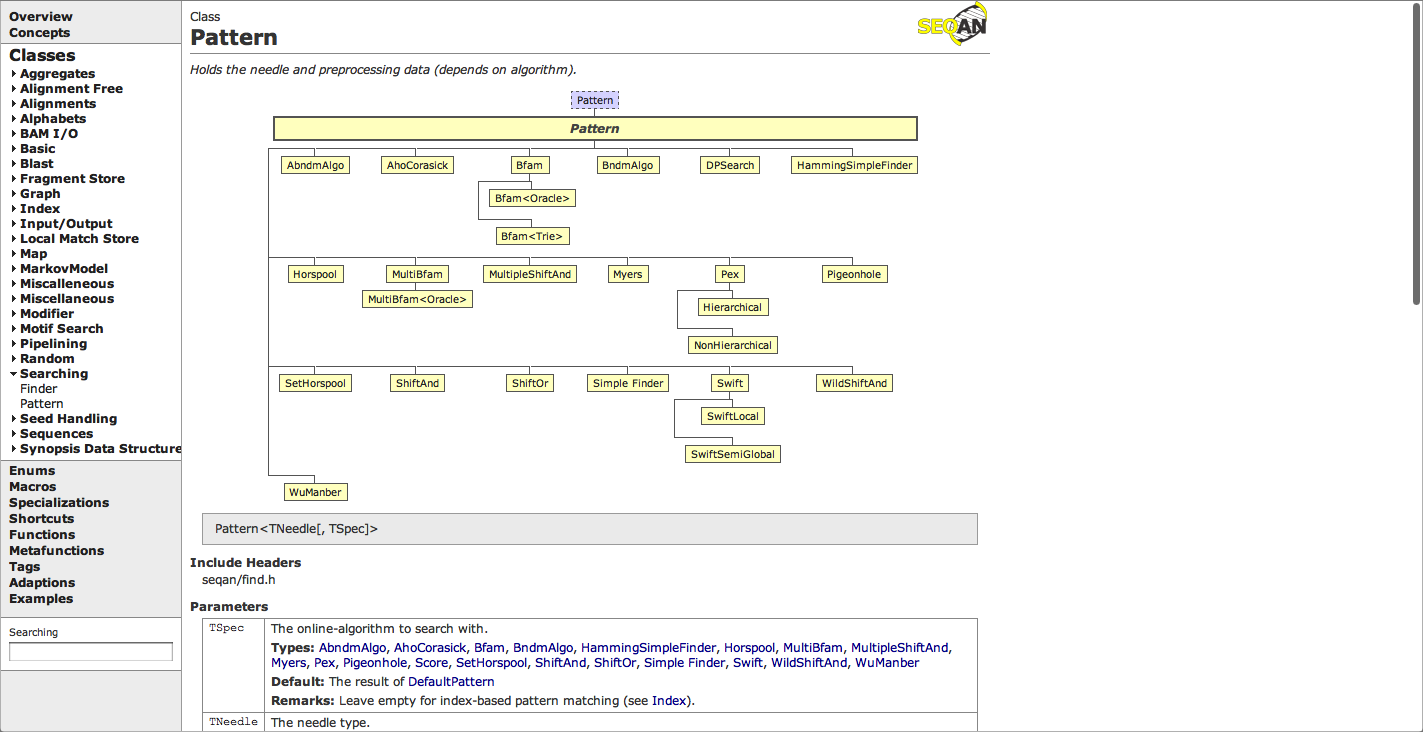 Overview
Concepts
Classes
Aggregates
Alignment Free
Alignments
Alphabets
BAM I/O
Basic
Blast
Fragment Store
Graph
Index
Input/Output
Local Match Store
Map
MarkovModel
Miscalleneous
Miscellaneous
Modifier
Motif Search
Pipelining
Random
Searching
Finder
Pattern
Seed Handling
Sequences
Synopsis Data Structure
Enums
Macros
Specializations
Shortcuts
Functions
Metafunctions
Tags
Adaptions
Examples
Searching
Class
Pattern
SEQAN
Holds the needle and preprocessing data (depends on algorithm).
Pattern
Pattern
AbndmAlgo AhoCorasick Bfam BndmAlgo DPSearch HammingSimpleFinder
Bfam<Oracle>
Bfam<Trie>
Horspool MultiBfam MultipleShiftAnd Myers Pex Pigeonhole
MultiBfam<Oracle> Hierarchical
NonHierarchical
SetHorspool ShiftAnd ShiftOr Simple Finder Swift WildShiftAnd
SwiftLocal
SwiftSemiGlobal
WuManber
Pattern<TNeedle[, TSpec]>
Include Headers
seqan/find.h
Parameters
TSpec The online-algorithm to search with.
Types: AbndmAlgo, AhoCorasick, Bfam, BndmAlgo, HammingSimpleFinder, Horspool, MultiBfam, MultipleShiftAnd,
Myers, Pex, Pigeonhole, Score, SetHorspool, ShiftAnd, ShiftOr, Simple Finder, Swift, WildShiftAnd, WuManber
Default: The result of DefaultPattern
Remarks: Leave empty for index-based pattern matching (see Index).
TNeedle The needle type.